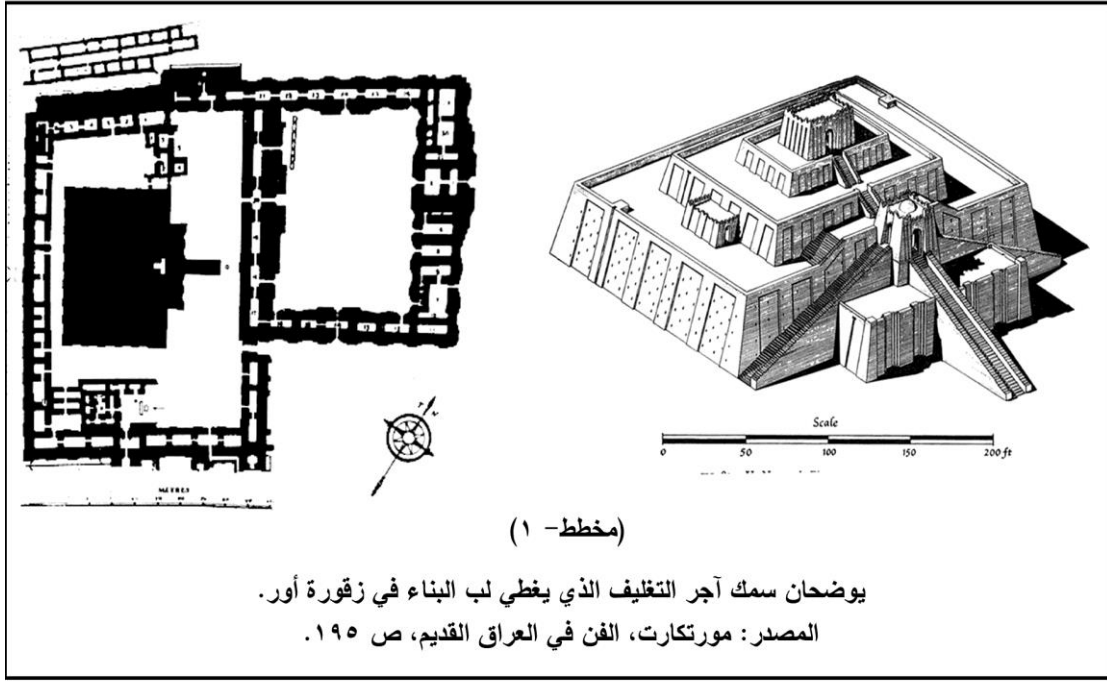 METRES
Scale
0 50 100 150 200 ft
(مخطط- ١)
يوضحان سمك آجر التغليف الذي يغطي لب البناء في زقورة أور.
المصدر: مورتكارت، الفن في العراق القديم، ص ١٩٥.